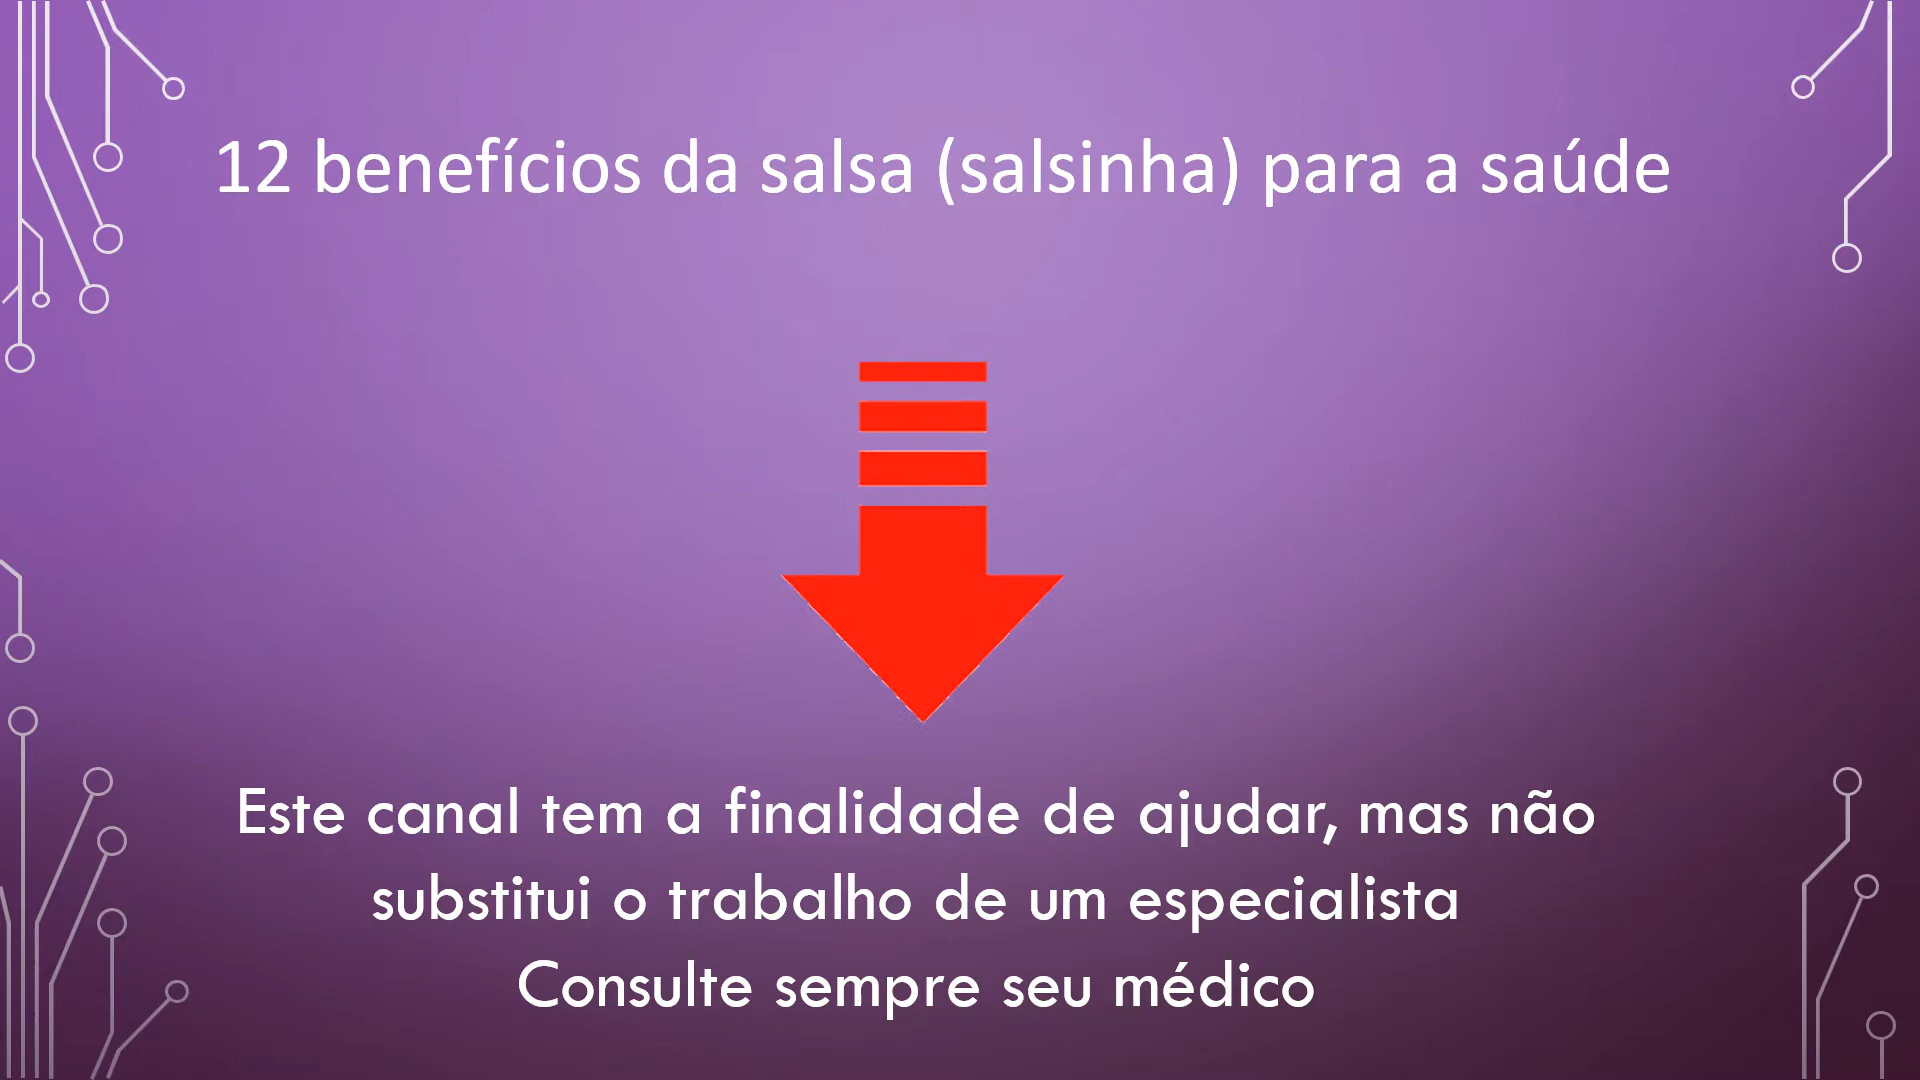 12 benefícios da salsa (salsinha) para a saúde
Este canal tem a finalidade de ajudar, mas não
substitui o trabalho de um especialista
Consulte sempre seu médico